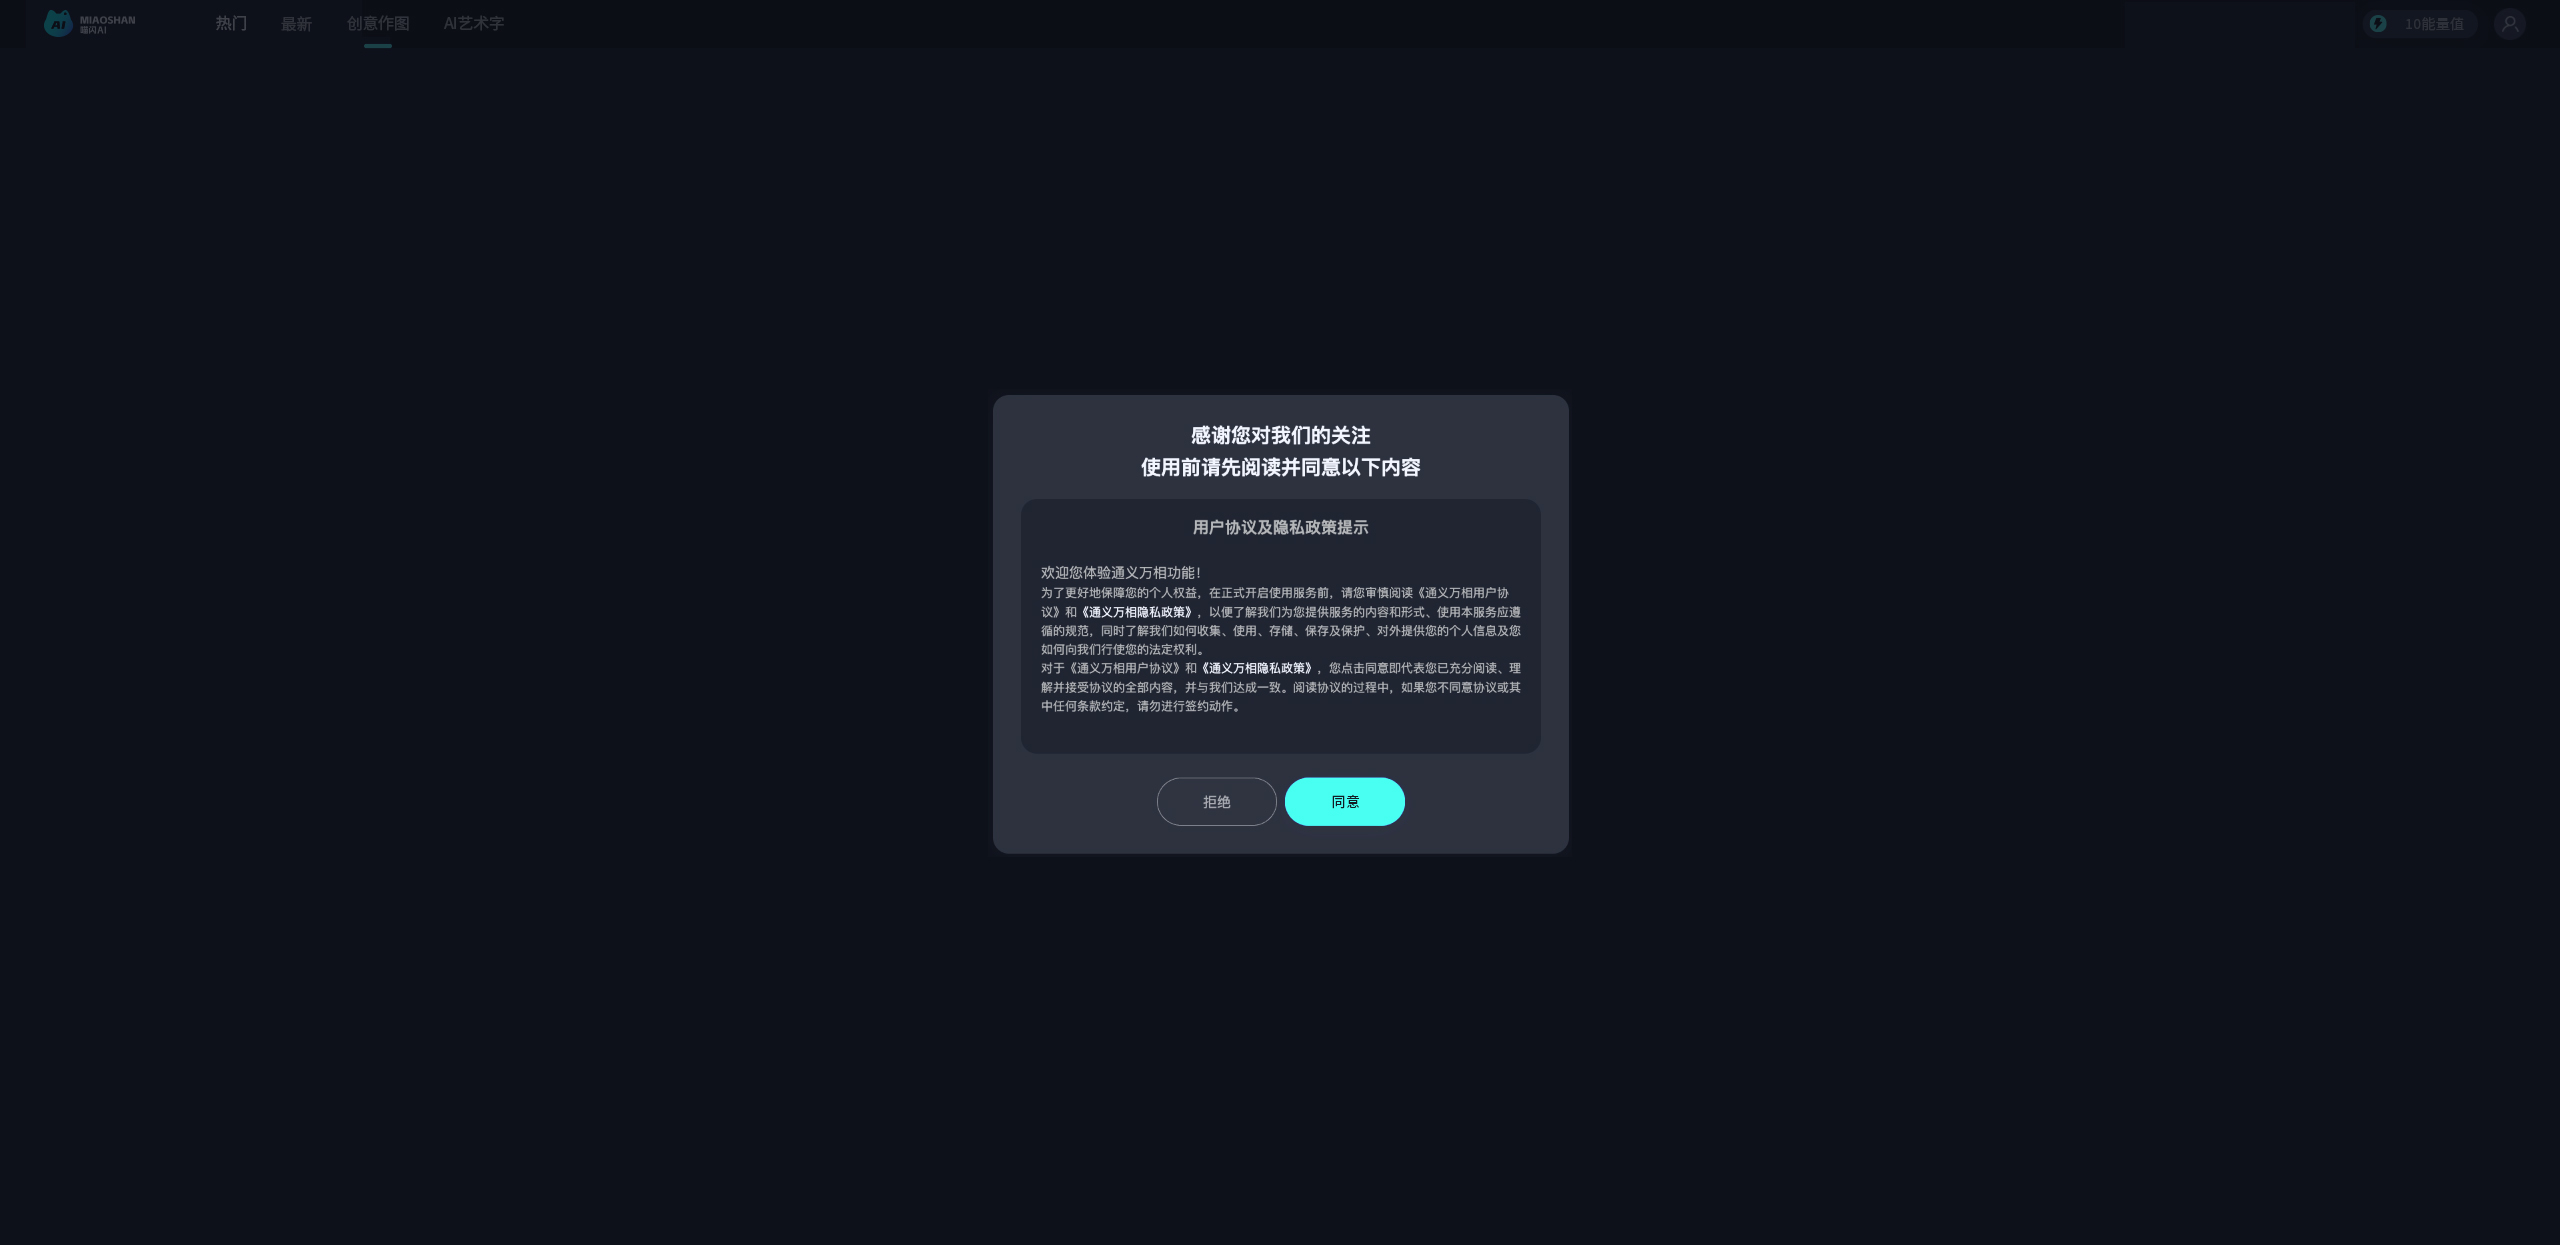 MIAOSHAN
喵闪AI
热门
最新
创意作图
AI艺术字
10能量值
感谢您对我们的关注
使用前请先阅读并同意以下内容
用户协议及隐私政策提示
欢迎您体验通义万相功能！
为了更好地保障您的个人权益，在正式开启使用服务前，请您审慎阅读《通义万相用户协
议》和《通义万相隐私政策》，以便了解我们为您提供服务的内容和形式、使用本服务应遵
循的规范，同时了解我们如何收集、使用、存储、保存及保护、对外提供您的个人信息及您
如何向我们行使您的法定权利。
对于《通义万相用户协议》和《通义万相隐私政策》，您点击同意即代表您已充分阅读、理
解并接受协议的全部内容，并与我们达成一致。阅读协议的过程中，如果您不同意协议或其
中任何条款约定，请勿进行签约动作。
拒绝
同意